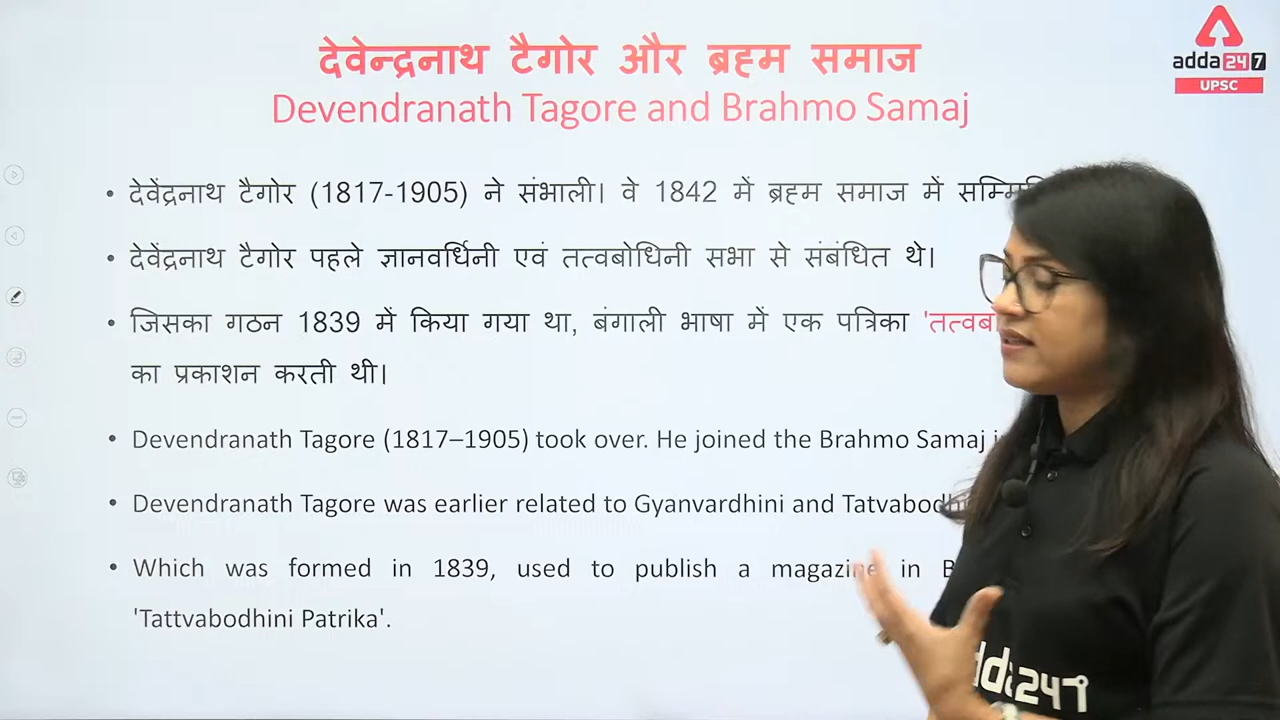 देवेन्द्रनाथ टैगोर और ब्रह्म समाज
Devendranath Tagore and Brahmo Samaj
adda247
UPSC
• देवेंद्रनाथ टैगोर (1817-1905) ने संभाली। वे 1842 में ब्रह्म समाज में
• देवेंद्रनाथ टैगोर पहले ज्ञानवर्धिनी एवं तत्वबोधिनी सभा से संबंधित थे।
• जिसका गठन 1839 में किया गया था, बंगाली भाषा में एक पत्रिका
का प्रकाशन करती थी।
• Devendranath Tagore (1817–1905) took over. He joined the Brahmo Samaj
• Devendranath Tagore was earlier related to Gyanvardhini and
• Which was formed in 1839, used to publish a magazine in
'Tattvabodhini Patrika'.
adda247